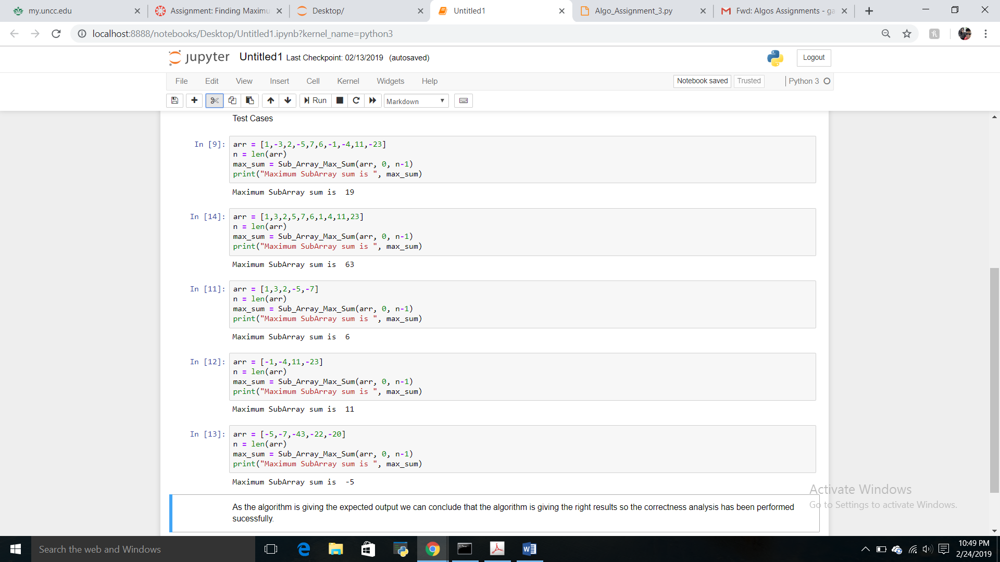 my.uncc.edu
Assignment: Finding Maximu
Desktop/
Untitled1
Algo_Assignment_3.py
Fwd: Algos Assignments - ga
localhost:8888/notebooks/Desktop/Untitled1.ipynb?kernel_name=python3
jupyter Untitled1 Last Checkpoint: 02/13/2019 (autosaved)
Logout
File Edit View Insert Cell Kernel Widgets Help
Notebook saved Trusted Python 3
Run Markdown
Test Cases
In [9]: arr = [1,-3,2,-5,7,6,-1,-4,11,-23]
n = len(arr)
max_sum = Sub_Array_Max_Sum(arr, 0, n-1)
print("Maximum SubArray sum is ", max_sum)
Maximum SubArray sum is  19
In [14]: arr = [1,3,2,5,7,6,1,4,11,23]
n = len(arr)
max_sum = Sub_Array_Max_Sum(arr, 0, n-1)
print("Maximum SubArray sum is ", max_sum)
Maximum SubArray sum is  63
In [11]: arr = [1,3,2,-5,-7]
n = len(arr)
max_sum = Sub_Array_Max_Sum(arr, 0, n-1)
print("Maximum SubArray sum is ", max_sum)
Maximum SubArray sum is  6
In [12]: arr = [-1,-4,11,-23]
n = len(arr)
max_sum = Sub_Array_Max_Sum(arr, 0, n-1)
print("Maximum SubArray sum is ", max_sum)
Maximum SubArray sum is  11
In [13]: arr = [-5,-7,-43,-22,-20]
n = len(arr)
max_sum = Sub_Array_Max_Sum(arr, 0, n-1)
print("Maximum SubArray sum is ", max_sum)
Maximum SubArray sum is  -5
As the algorithm is giving the expected output we can conclude that the algorithm is giving the right results so the correctness analysis has been performed
sucessfully.
Activate Windows
Go to Settings to activate Windows.
Search the web and Windows
10:49 PM
2/24/2019